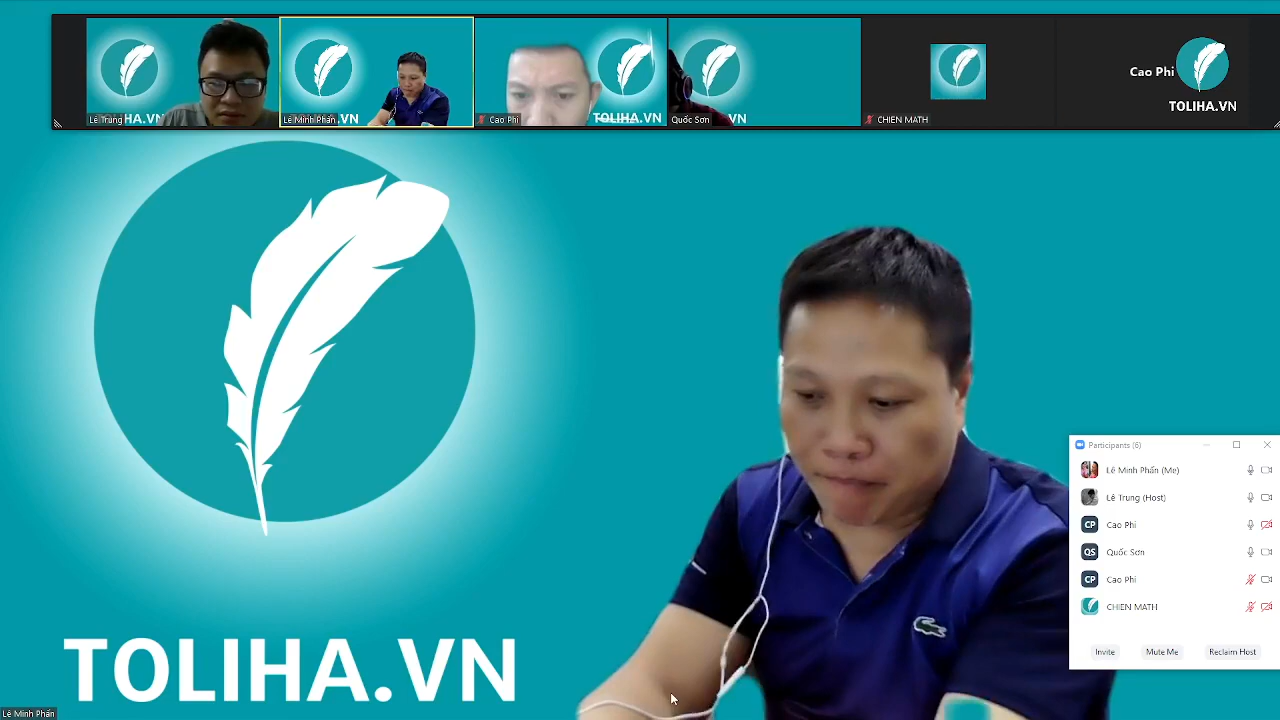 Lê Trung
HA.VN
Lê Minh Phấn
A.VN
Cao Phi
TOLIHA.VN
Quốc Sơn
VN
CHIEN MATH
Cao Phi
TOLIHA.VN
TOLIHA.VN
Participants (6)
Lê Minh Phấn (Me)
Lê Trung (Host)
CP Cao Phi
QS Quốc Sơn
CP Cao Phi
CHIEN MATH
Invite Mute Me Reclaim Host
Lê Minh Phấn